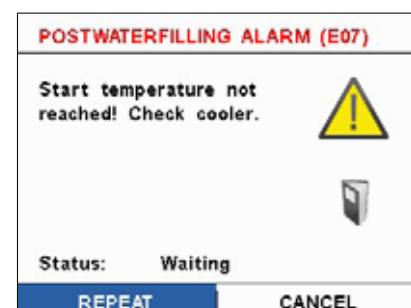 POSTWATERFILLING ALARM (E07)
Start temperature not
reached! Check cooler.
Status: Waiting
REPEAT CANCEL